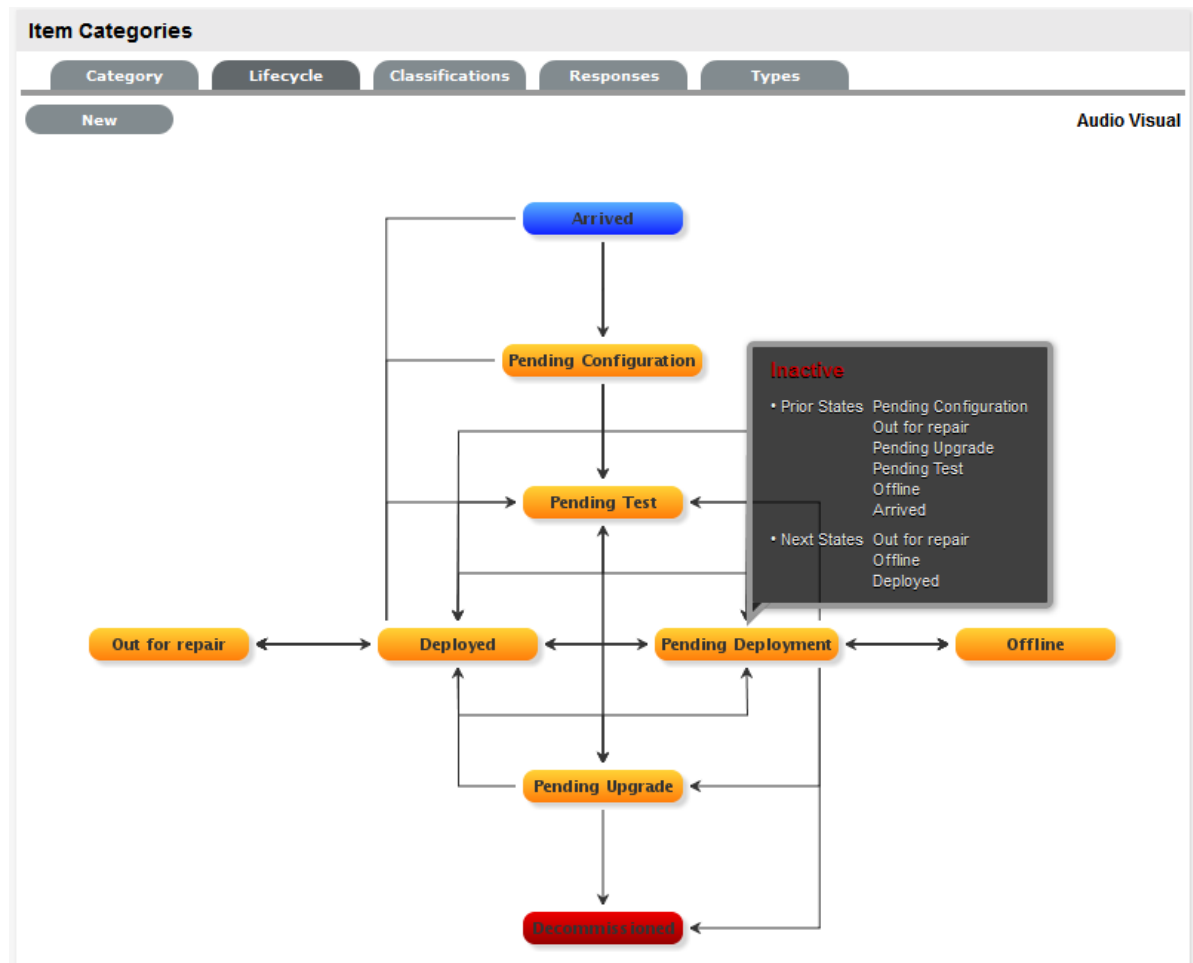 Item Categories
Category Lifecycle Classifications Responses Types
New Audio Visual
Arrived
Pending Configuration
Inactive
• Prior States Pending Configuration
Out for repair
Pending Upgrade
Pending Test
Offline
Arrived
• Next States Out for repair
Offline
Deployed
Pending Test
Out for repair Deployed Pending Deployment Offline
Pending Upgrade
Decommissioned